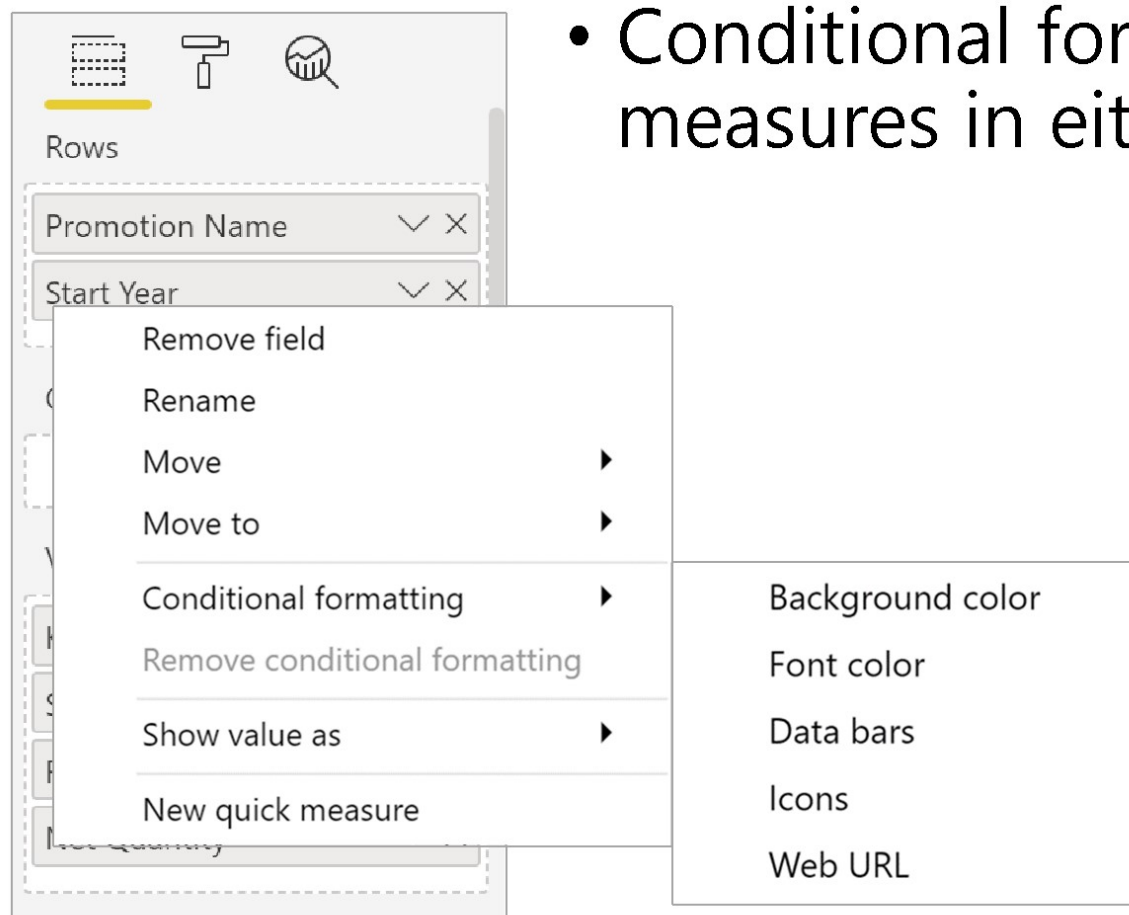 • Conditional for
measures in eit
Rows
Promotion Name
Start Year
Remove field
Rename
Move
Move to
Conditional formatting
Remove conditional formatting
Show value as
New quick measure
Background color
Font color
Data bars
Icons
Web URL